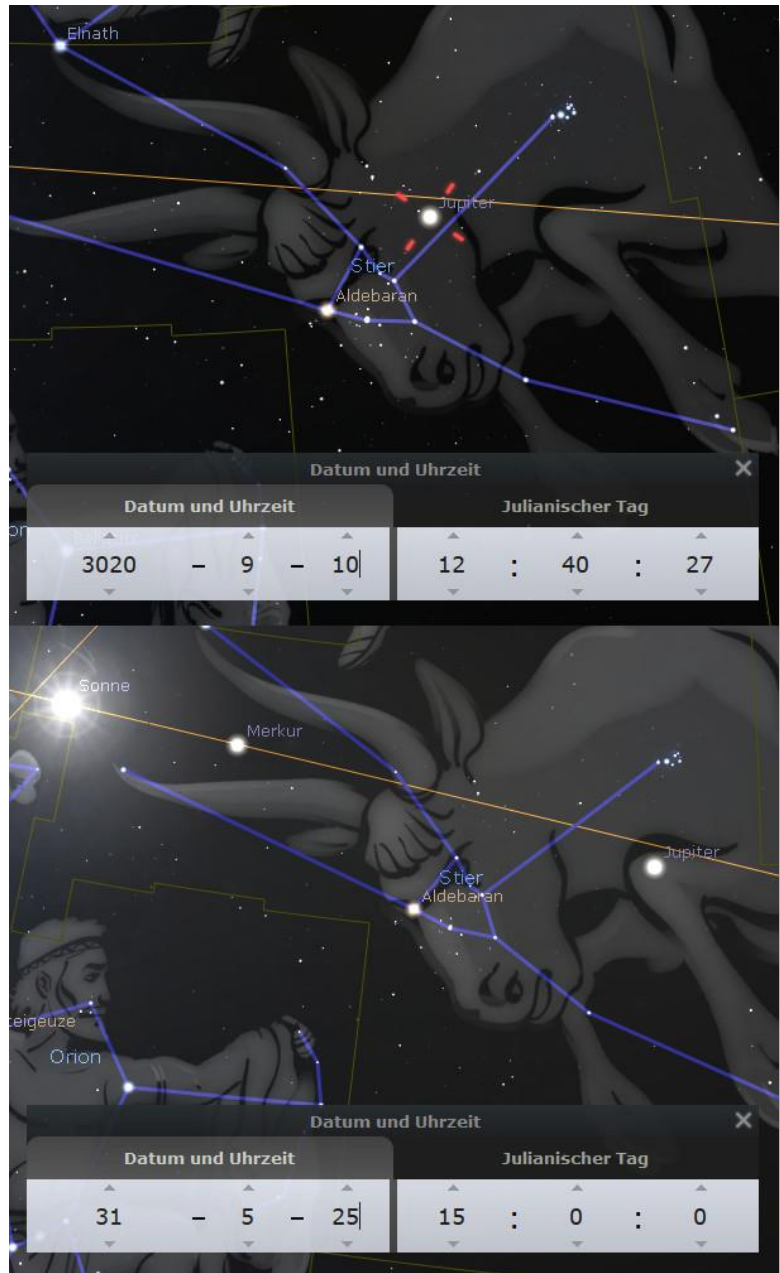 Elnath
Jupiter
Stier
Aldebaran
Datum und Uhrzeit
Datum und Uhrzeit Julianischer Tag
3020 – 9 – 10 12 : 40 : 27
Sonne
Merkur
Jupiter
Stier
Aldebaran
teigeuze
Orion
Datum und Uhrzeit
Datum und Uhrzeit Julianischer Tag
31 – 5 – 25 15 : 0 : 0